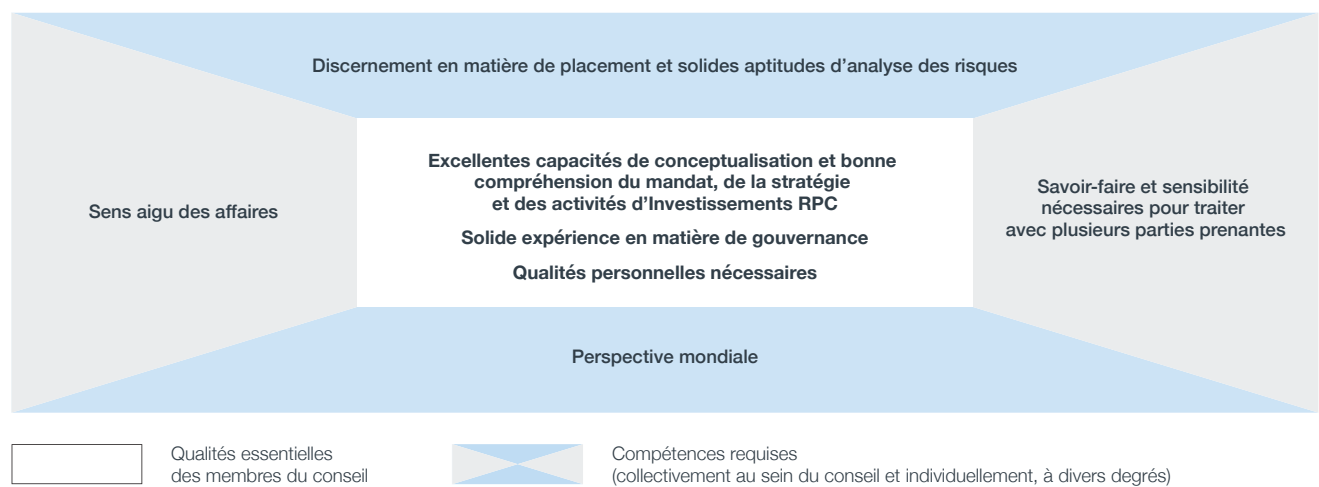 Discernement en matière de placement et solides aptitudes d’analyse des risques
Sens aigu des affaires
Excellentes capacités de conceptualisation et bonne
compréhension du mandat, de la stratégie
et des activités d’Investissements RPC
Solide expérience en matière de gouvernance
Qualités personnelles nécessaires
Savoir-faire et sensibilité
nécessaires pour traiter
avec plusieurs parties prenantes
Perspective mondiale
Qualités essentielles
des membres du conseil
Compétences requises
(collectivement au sein du conseil et individuellement, à divers degrés)